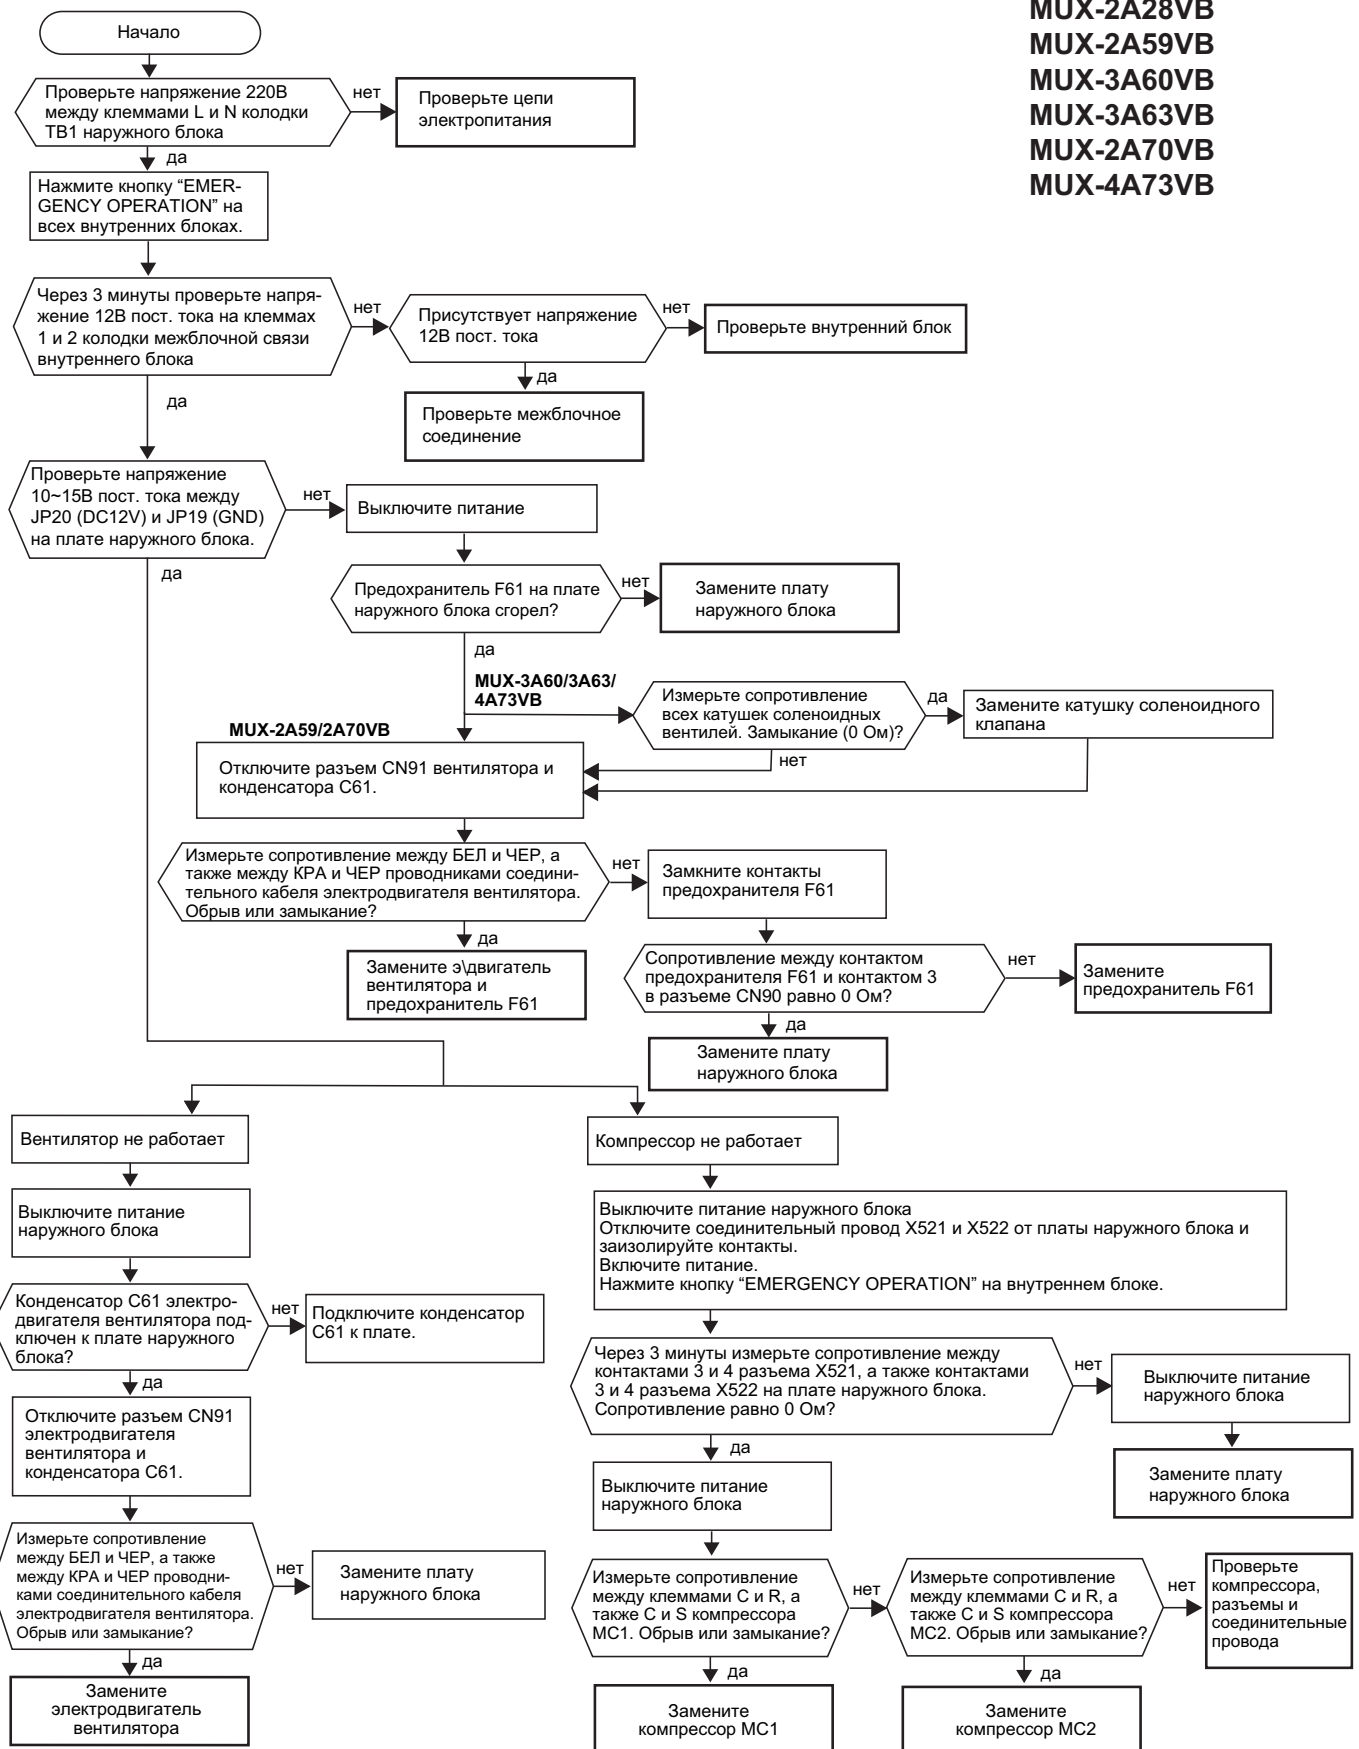 MUX-2A28VB
MUX-2A59VB
MUX-3A60VB
MUX-3A63VB
MUX-2A70VB
MUX-4A73VB
Начало
Проверьте напряжение 220В
между клеммами L и N колодки
TB1 наружного блока
нет
Проверьте цепи
электропитания
да
Нажмите кнопку “EMER-
GENCY OPERATION” на
всех внутренних блоках.
Через 3 минуты проверьте напря-
жение 12В пост. тока на клеммах
1 и 2 колодки межблочной связи
внутреннего блока
нет
Присутствует напряжение
12В пост. тока
нет
Проверьте внутренний блок
да
Проверьте межблочное
соединение
да
Проверьте напряжение
10~15В пост. тока между
JP20 (DC12V) и JP19 (GND)
на плате наружного блока.
нет
Выключите питание
да
Предохранитель F61 на плате
наружного блока сгорел?
нет
Замените плату
наружного блока
да
MUX-3A60/3A63/
4A73VB
Измерьте сопротивление
всех катушек соленоидных
вентилей. Замыкание (0 Ом)?
да
Замените катушку соленоидного
клапана
нет
MUX-2A59/2A70VB
Отключите разъем CN91 вентилятора и
конденсатора C61.
Измерьте сопротивление между БЕЛ и ЧЕР, а
также между КРА и ЧЕР проводниками соедини-
тельного кабеля электродвигателя вентилятора.
Обрыв или замыкание?
нет
Замкните контакты
предохранителя F61
да
Замените э\двигатель
вентилятора и
предохранитель F61
Сопротивление между контактом
предохранителя F61 и контактом 3
в разъеме CN90 равно 0 Ом?
нет
Замените
предохранитель F61
да
Замените плату
наружного блока
Вентилятор не работает
Выключите питание
наружного блока
Конденсатор C61 электро-
двигателя вентилятора под-
ключен к плате наружного
блока?
нет
Подключите конденсатор
C61 к плате.
да
Отключите разъем CN91
электродвигателя
вентилятора и
конденсатора C61.
Измерьте сопротивление
между БЕЛ и ЧЕР, а также
между КРА и ЧЕР проводни-
ками соединительного кабеля
электродвигателя вентилятора.
Обрыв или замыкание?
нет
Замените плату
наружного блока
да
Замените
электродвигатель
вентилятора
Компрессор не работает
Выключите питание наружного блока
Отключите соединительный провод X521 и X522 от платы наружного блока и
заизолируйте контакты.
Включите питание.
Нажмите кнопку “EMERGENCY OPERATION” на внутреннем блоке.
Через 3 минуты измерьте сопротивление между
контактами 3 и 4 разъема X521, а также контактами
3 и 4 разъема X522 на плате наружного блока.
Сопротивление равно 0 Ом?
нет
Выключите питание
наружного блока
Замените плату
наружного блока
да
Выключите питание
наружного блока
Измерьте сопротивление
между клеммами C и R, а
также C и S компрессора
MC1. Обрыв или замыкание?
нет
Измерьте сопротивление
между клеммами C и R, а
также C и S компрессора
MC2. Обрыв или замыкание?
нет
Проверьте
компрессора,
разъемы и
соединительные
провода
да
Замените
компрессор MC1
да
Замените
компрессор MC2